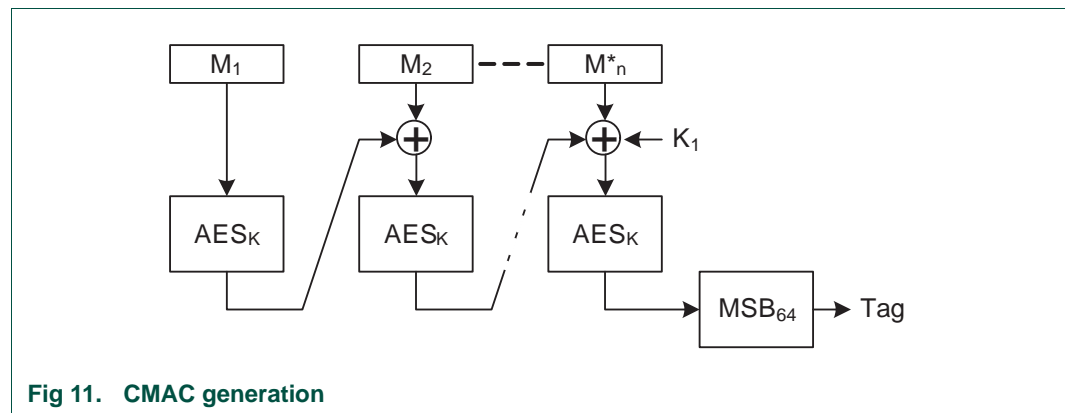 M1 M2 M*n
K1
AESK AESK AESK
MSB64 Tag
Fig 11. CMAC generation